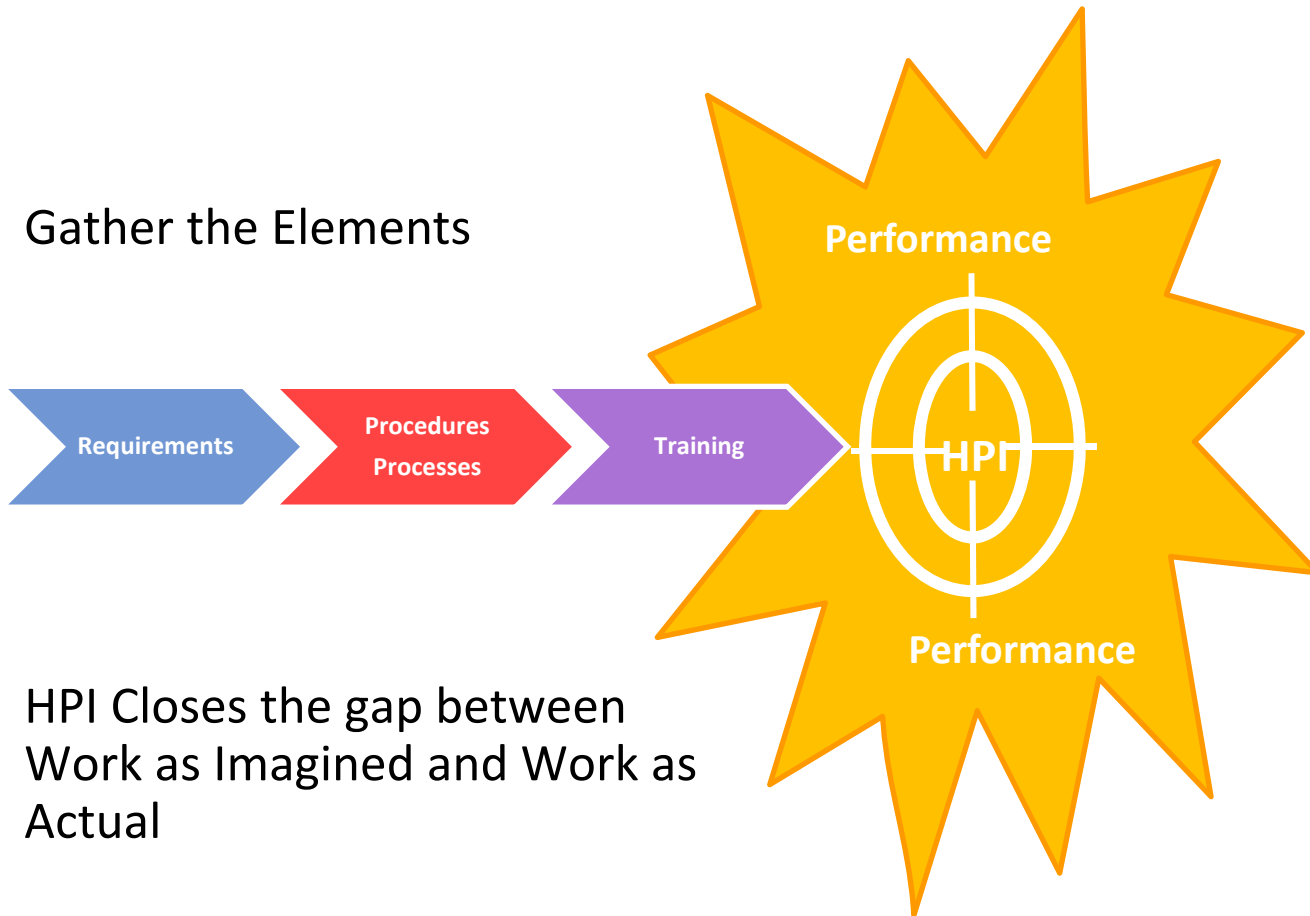 Gather the Elements
Performance
Requirements
Procedures
Processes
Training
HPI
Performance
HPI Closes the gap between
Work as Imagined and Work as
Actual